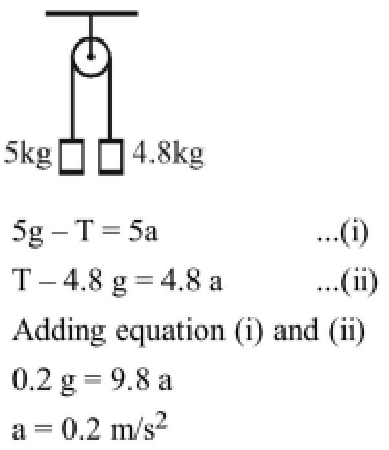 5kg 4.8kg
5g – T = 5a ...(i)
T – 4.8 g = 4.8 a ...(ii)
Adding equation (i) and (ii)
0.2 g = 9.8 a
a = 0.2 m/s²